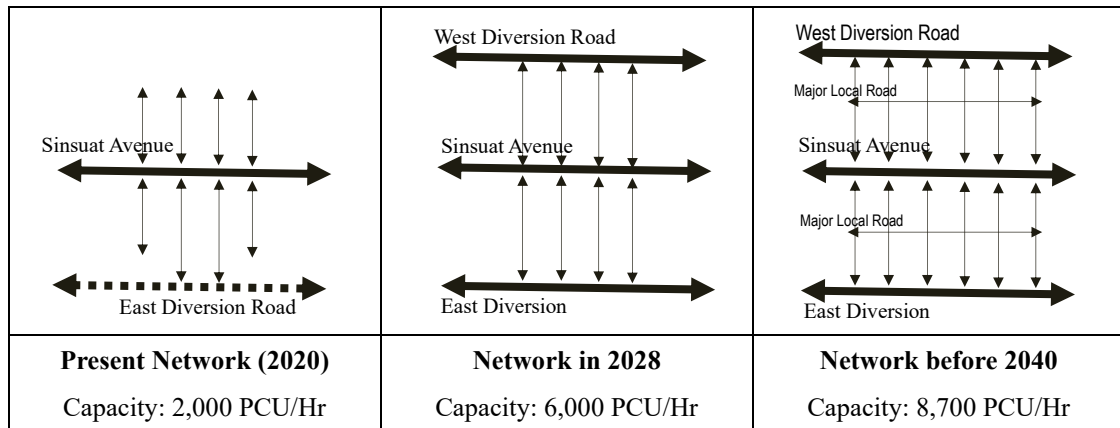 Sinsuat Avenue
East Diversion Road
Present Network (2020)
Capacity: 2,000 PCU/Hr
West Diversion Road
Sinsuat Avenue
East Diversion
Network in 2028
Capacity: 6,000 PCU/Hr
West Diversion Road
Major Local Road
Sinsuat Avenue
Major Local Road
East Diversion
Network before 2040
Capacity: 8,700 PCU/Hr